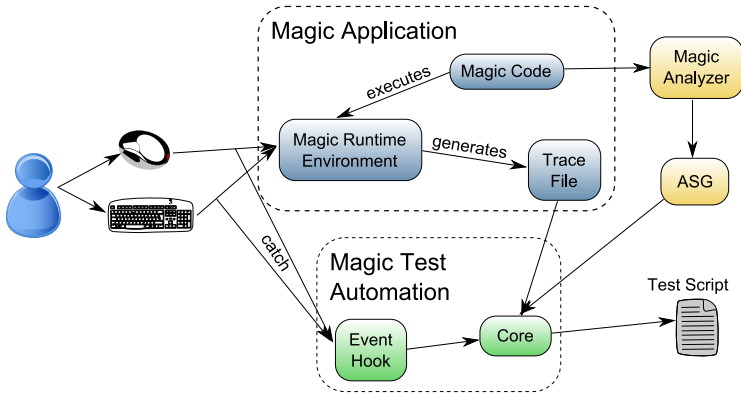 Magic Application
Magic Code
Magic
Analyzer
executes
Magic Runtime
Environment
generates
Trace
File
ASG
catch
Magic Test
Automation
Test Script
Event
Hook
Core